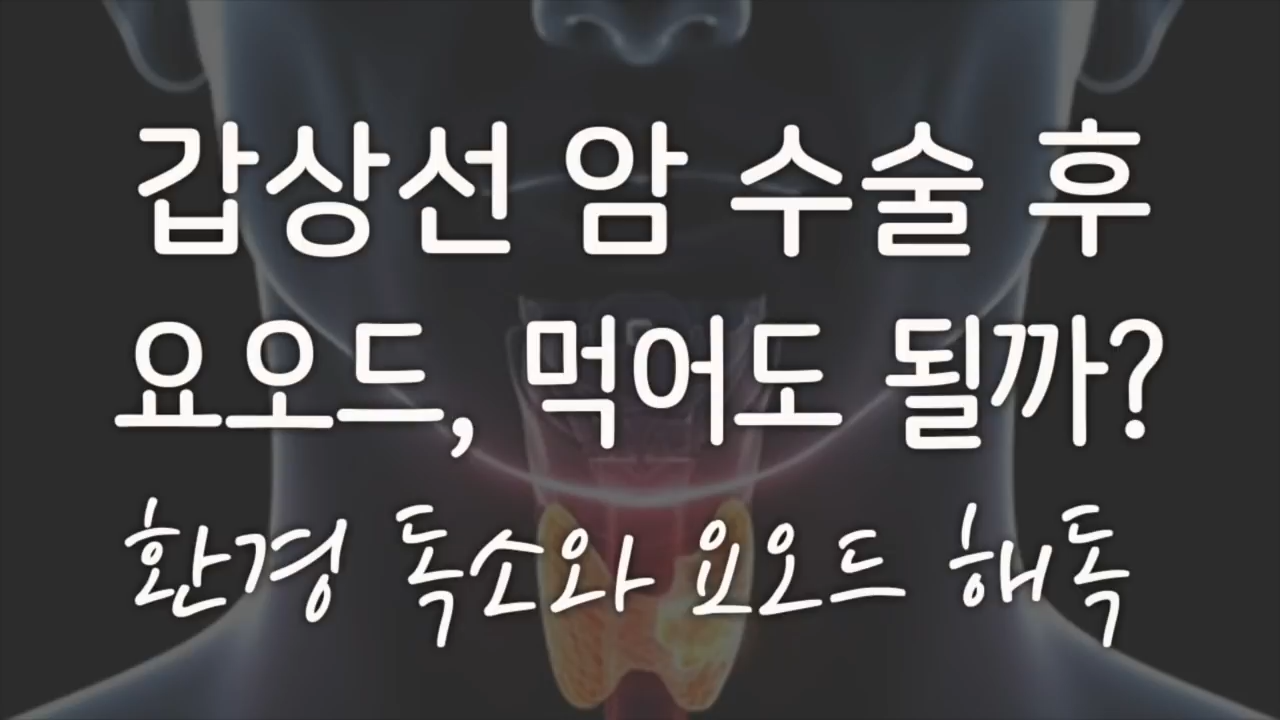 갑상선 암 수술 후
요오드, 먹어도 될까?
환경 독소와 요오드 해독